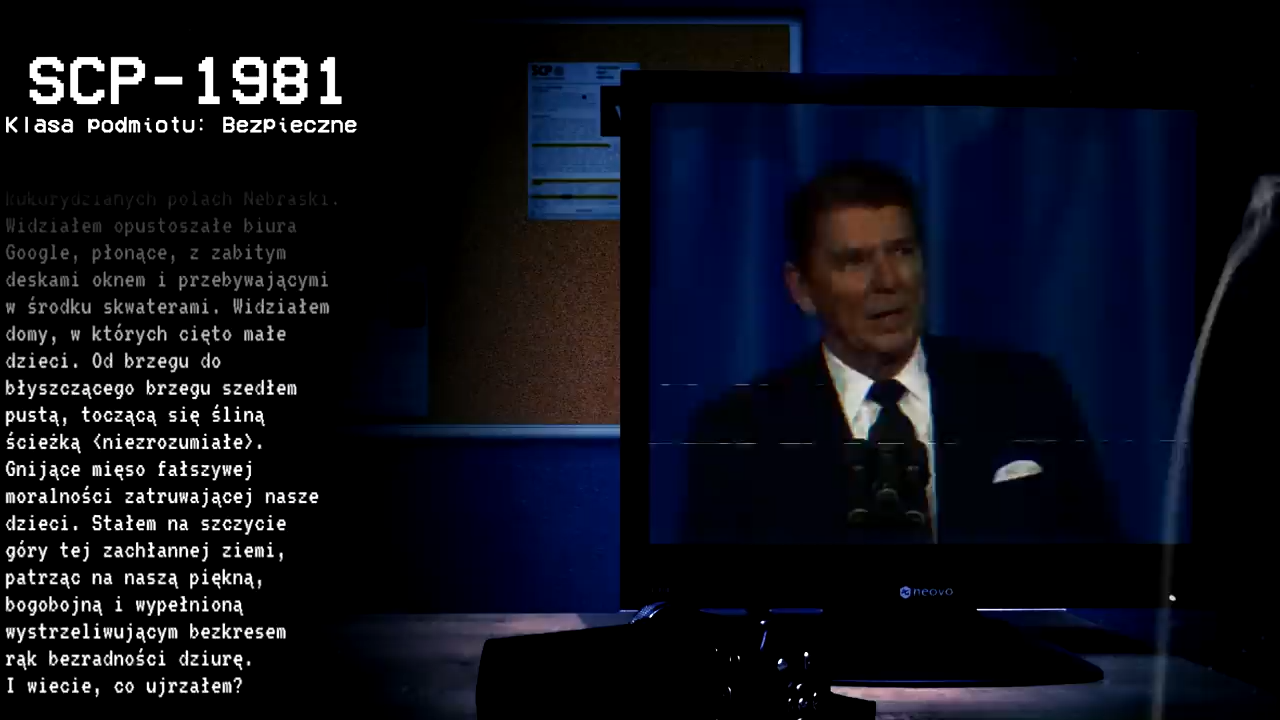 SCP-1981
Klasa podmiotu: Bezpieczne
kukurydzianych polach Nebraski.
Widziałem opustoszałe biura
Google, płonące, z zabitym
deskami oknem i przebywającymi
w środku skwaterami. Widziałem
domy, w których cięto małe
dzieci. Od brzegu do
błyszczącego brzegu szedłem
pustą, toczącą się śliną
ścieżką <niezrozumiałe>.
Gnijące mięso fałszywej
moralności zatruwającej nasze
dzieci. Stałem na szczycie
góry tej zachłannej ziemi,
patrząc na naszą piękną,
bogobojną i wypełnioną
wystrzeliwującym bezkresem
rąk bezradności dziurę.
I wiecie, co ujrzałem?
SCP
neovo